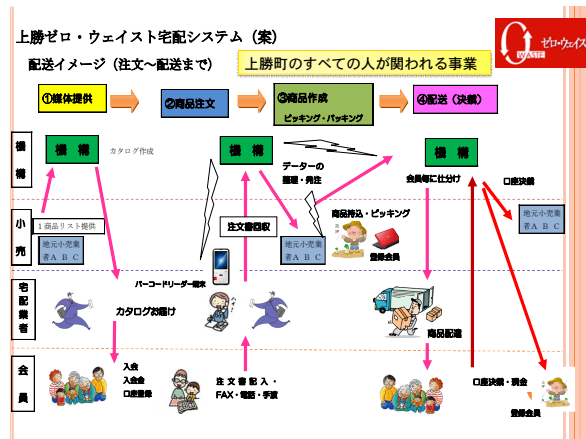 上勝ゼロ・ウェイスト宅配システム（案）
配送イメージ（注文～配送まで）
上勝町のすべての人が関われる事業
ゼロ・ウェイス
WASTE
①媒体提供
②商品注文
③商品作成
ピッキング・パッキング
④配送（決済）
機構
機　構
カタログ作成
機　構
データーの
整理・発注
機　構
会員毎に仕分け
口座決済
小売
1商品リスト提供
地元小売業
者ＡＢＣ
注文書回収
地元小売業
者ＡＢＣ
商品持込・ピッキング
登録会員
地元小売業
者ＡＢＣ
宅配業者
バーコードリーダー端末
カタログお届け
商品配達
会員
入会
入会金
口座登録
注文書記入・
FAX・電話・手渡
口座決済・現金
登録会員